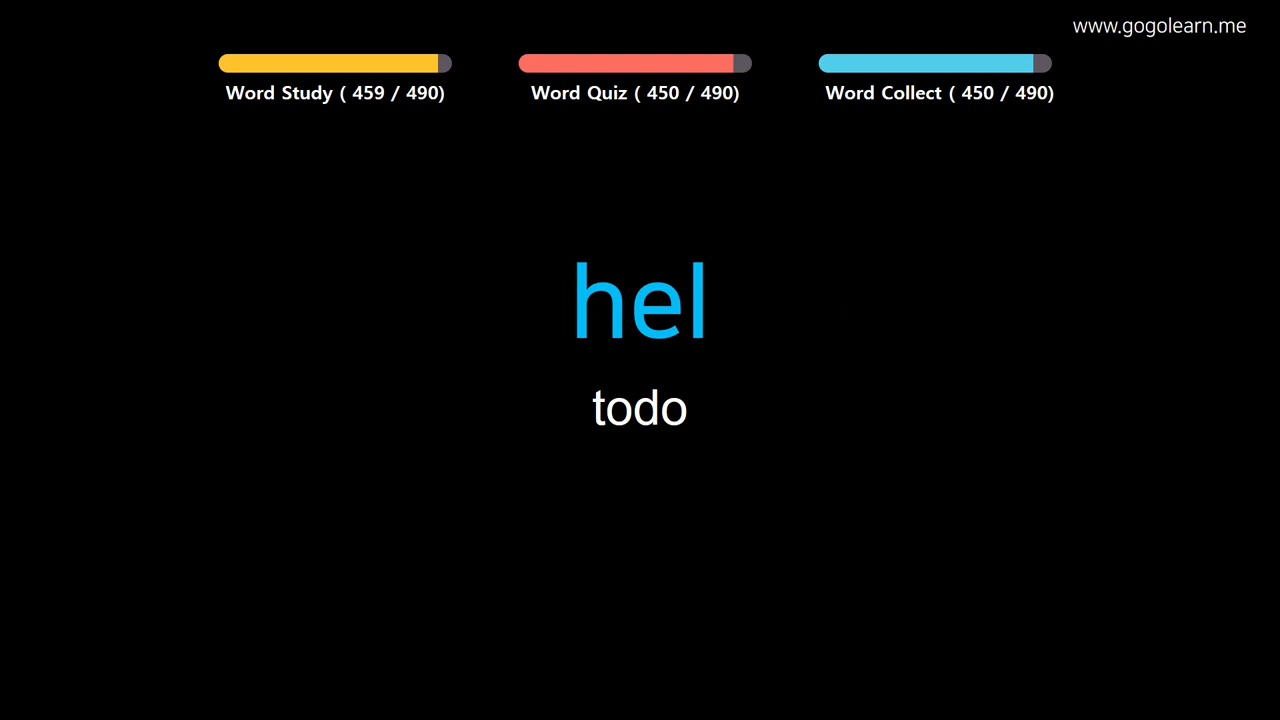 www.gogolearn.me
Word Study ( 459 / 490)
Word Quiz ( 450 / 490)
Word Collect ( 450 / 490)
hel
todo